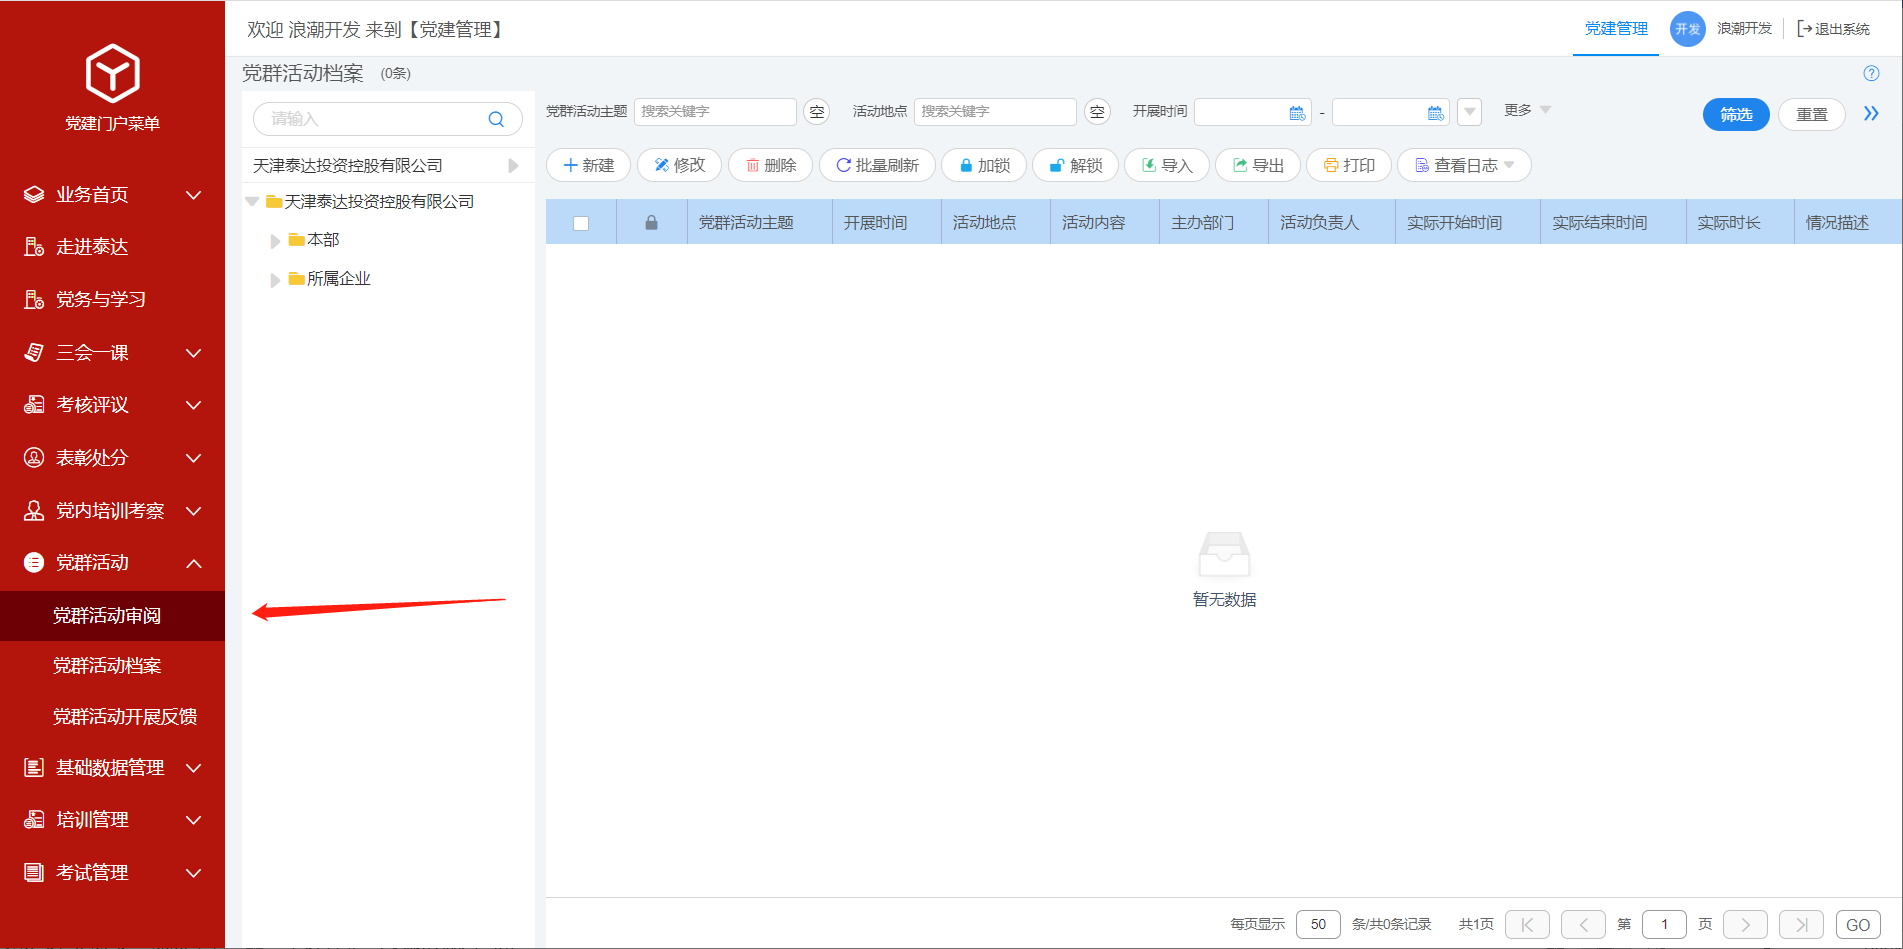 欢迎 浪潮开发 来到【党建管理】
党建管理
开发
浪潮开发
退出系统
党建门户菜单
业务首页
走进泰达
党务与学习
三会一课
考核评议
表彰处分
党内培训考察
党群活动
党群活动审阅
党群活动档案
党群活动开展反馈
基础数据管理
培训管理
考试管理
党群活动档案 (0条)
请输入
天津泰达投资控股有限公司
天津泰达投资控股有限公司
本部
所属企业
党群活动主题 搜索关键字 空 活动地点 搜索关键字 空 开展时间 - 更多 筛选 重置
新建 修改 删除 批量刷新 加锁 解锁 导入 导出 打印 查看日志
党群活动主题 开展时间 活动地点 活动内容 主办部门 活动负责人 实际开始时间 实际结束时间 实际时长 情况描述
暂无数据
每页显示 50 条/共0条记录 共1页 第 1 页 GO